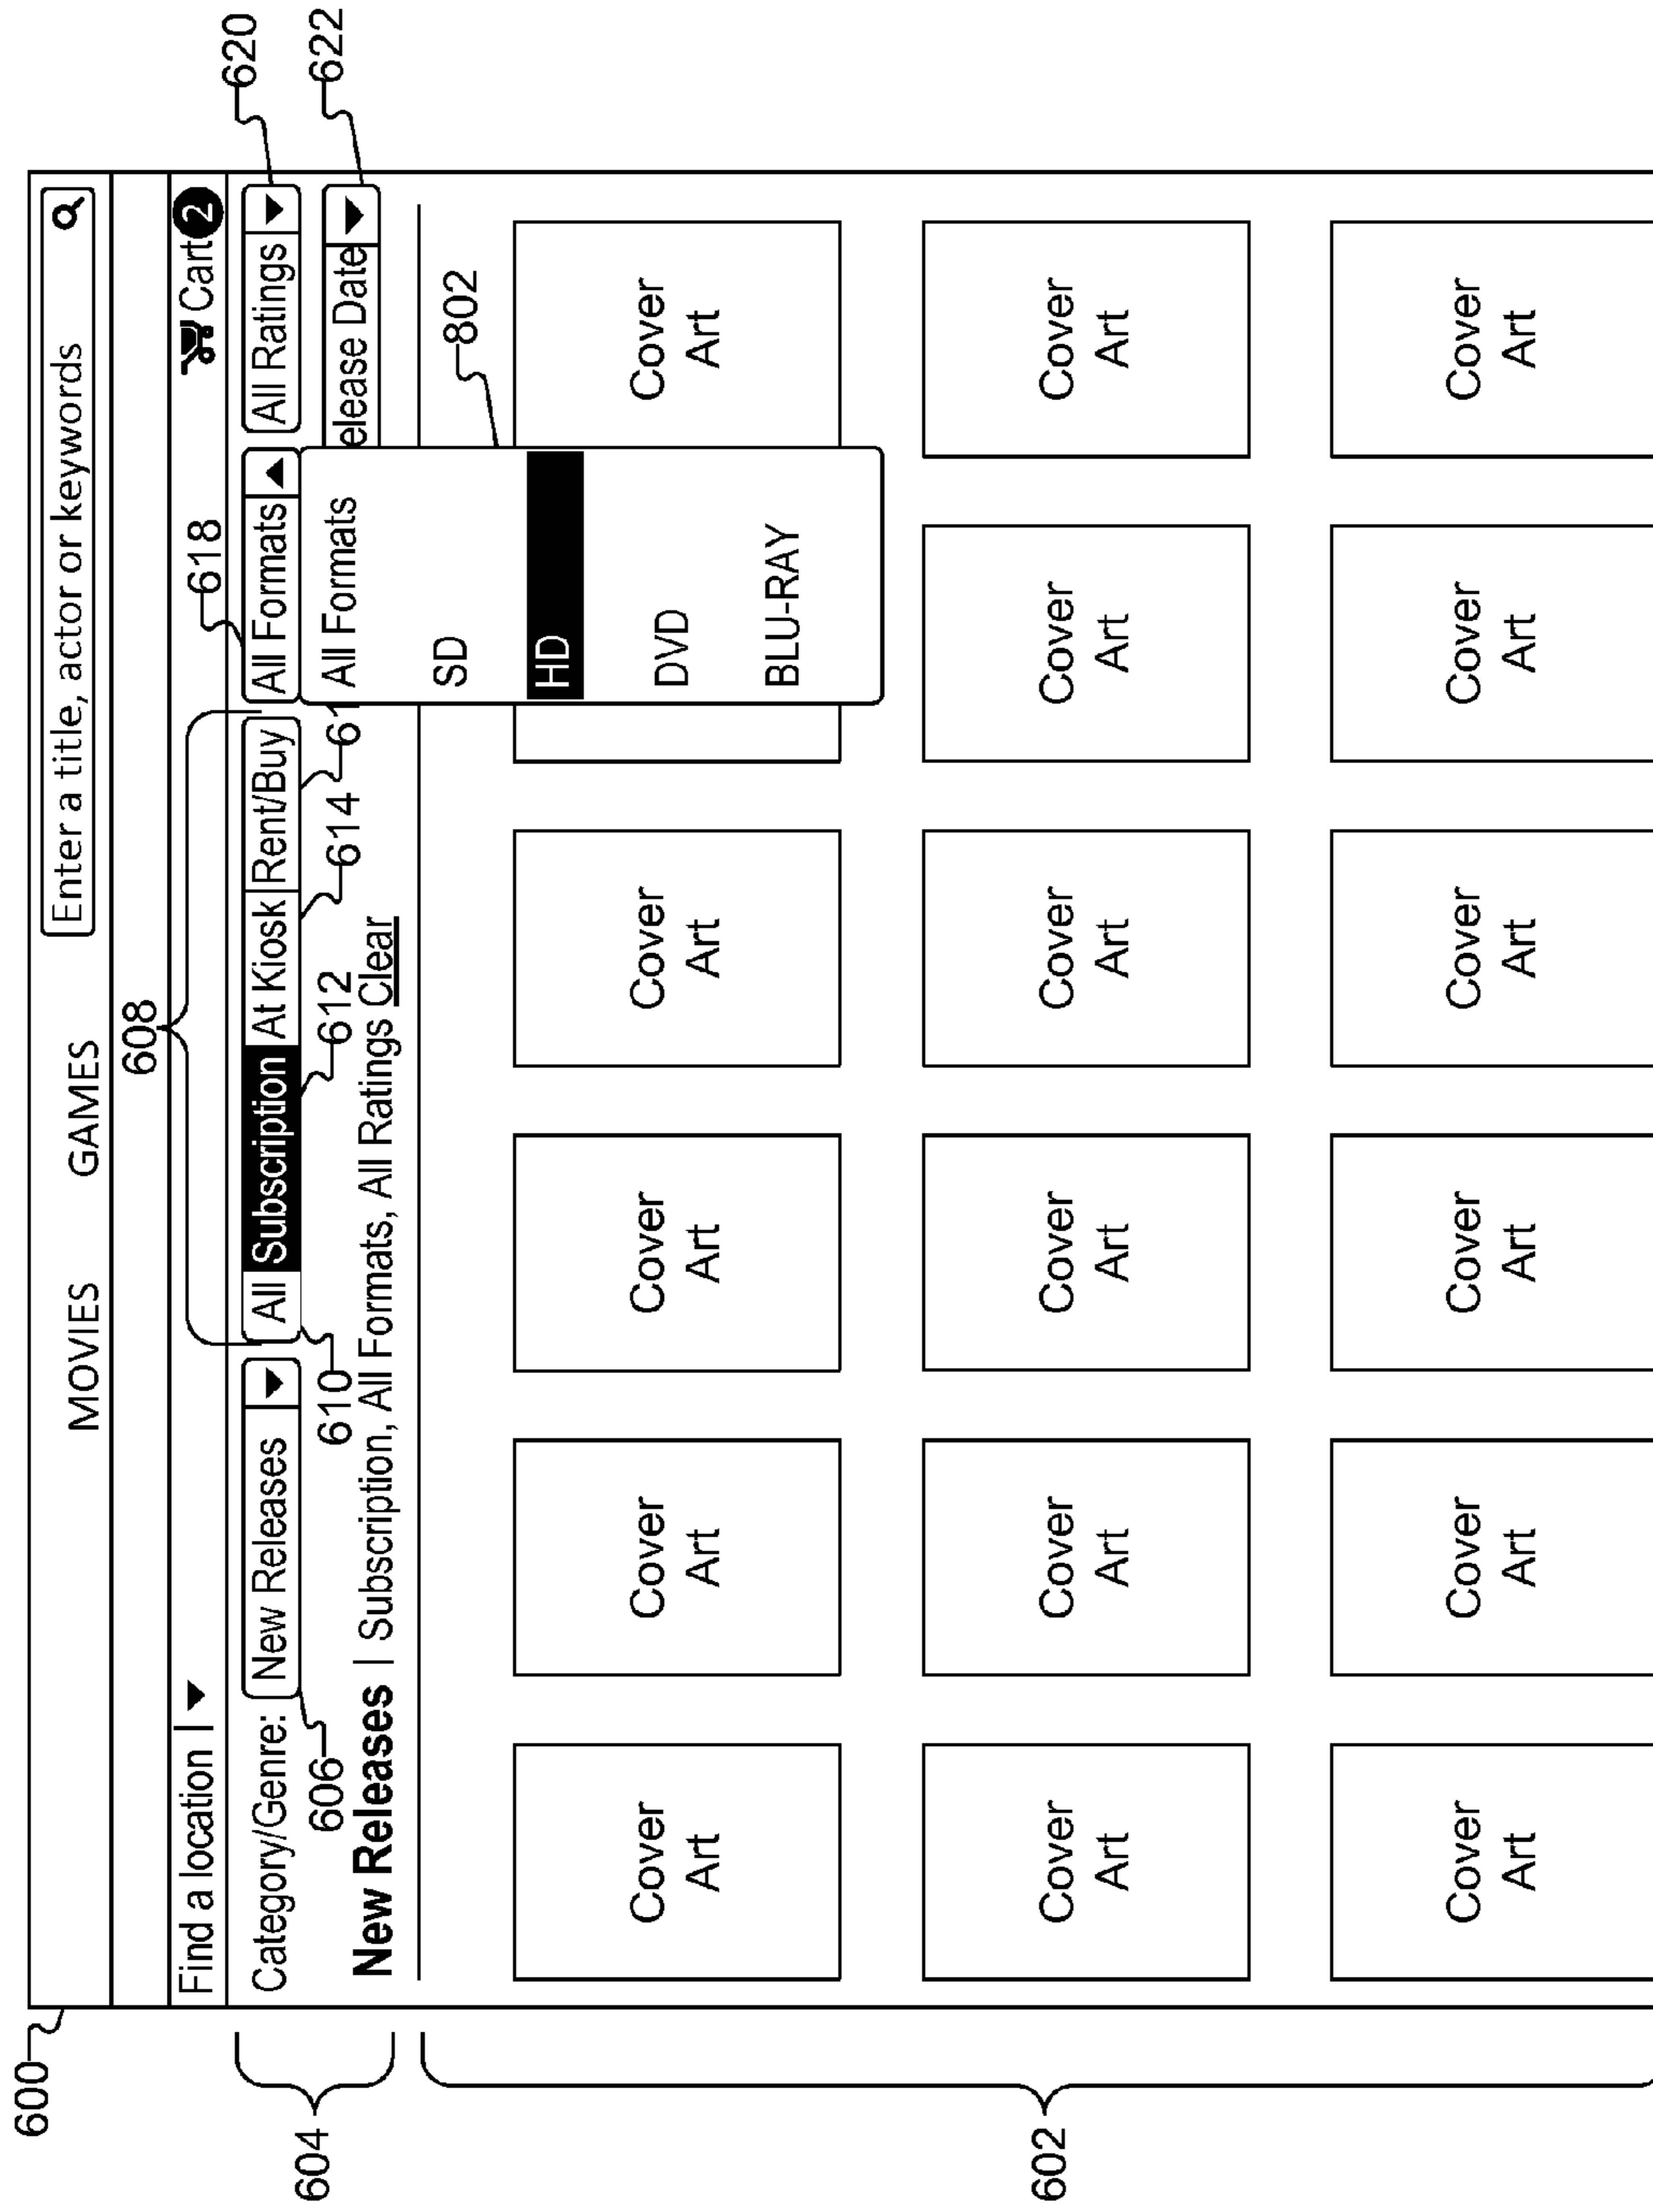 600
MOVIES GAMES Enter a title, actor or keywords
608
Find a location | 618 Cart 2
620
Category/Genre: New Releases All Subscription At Kiosk Rent/Buy All Formats All Ratings
604
606 610 612 614 61 All Formats elease Date 622
New Releases | Subscription, All Formats, All Ratings Clear
SD 802
HD
DVD
BLU-RAY
Cover Cover Cover Cover Cover
Art Art Art Art Art
602
Cover Cover Cover Cover Cover Cover
Art Art Art Art Art Art
Cover Cover Cover Cover Cover Cover
Art Art Art Art Art Art